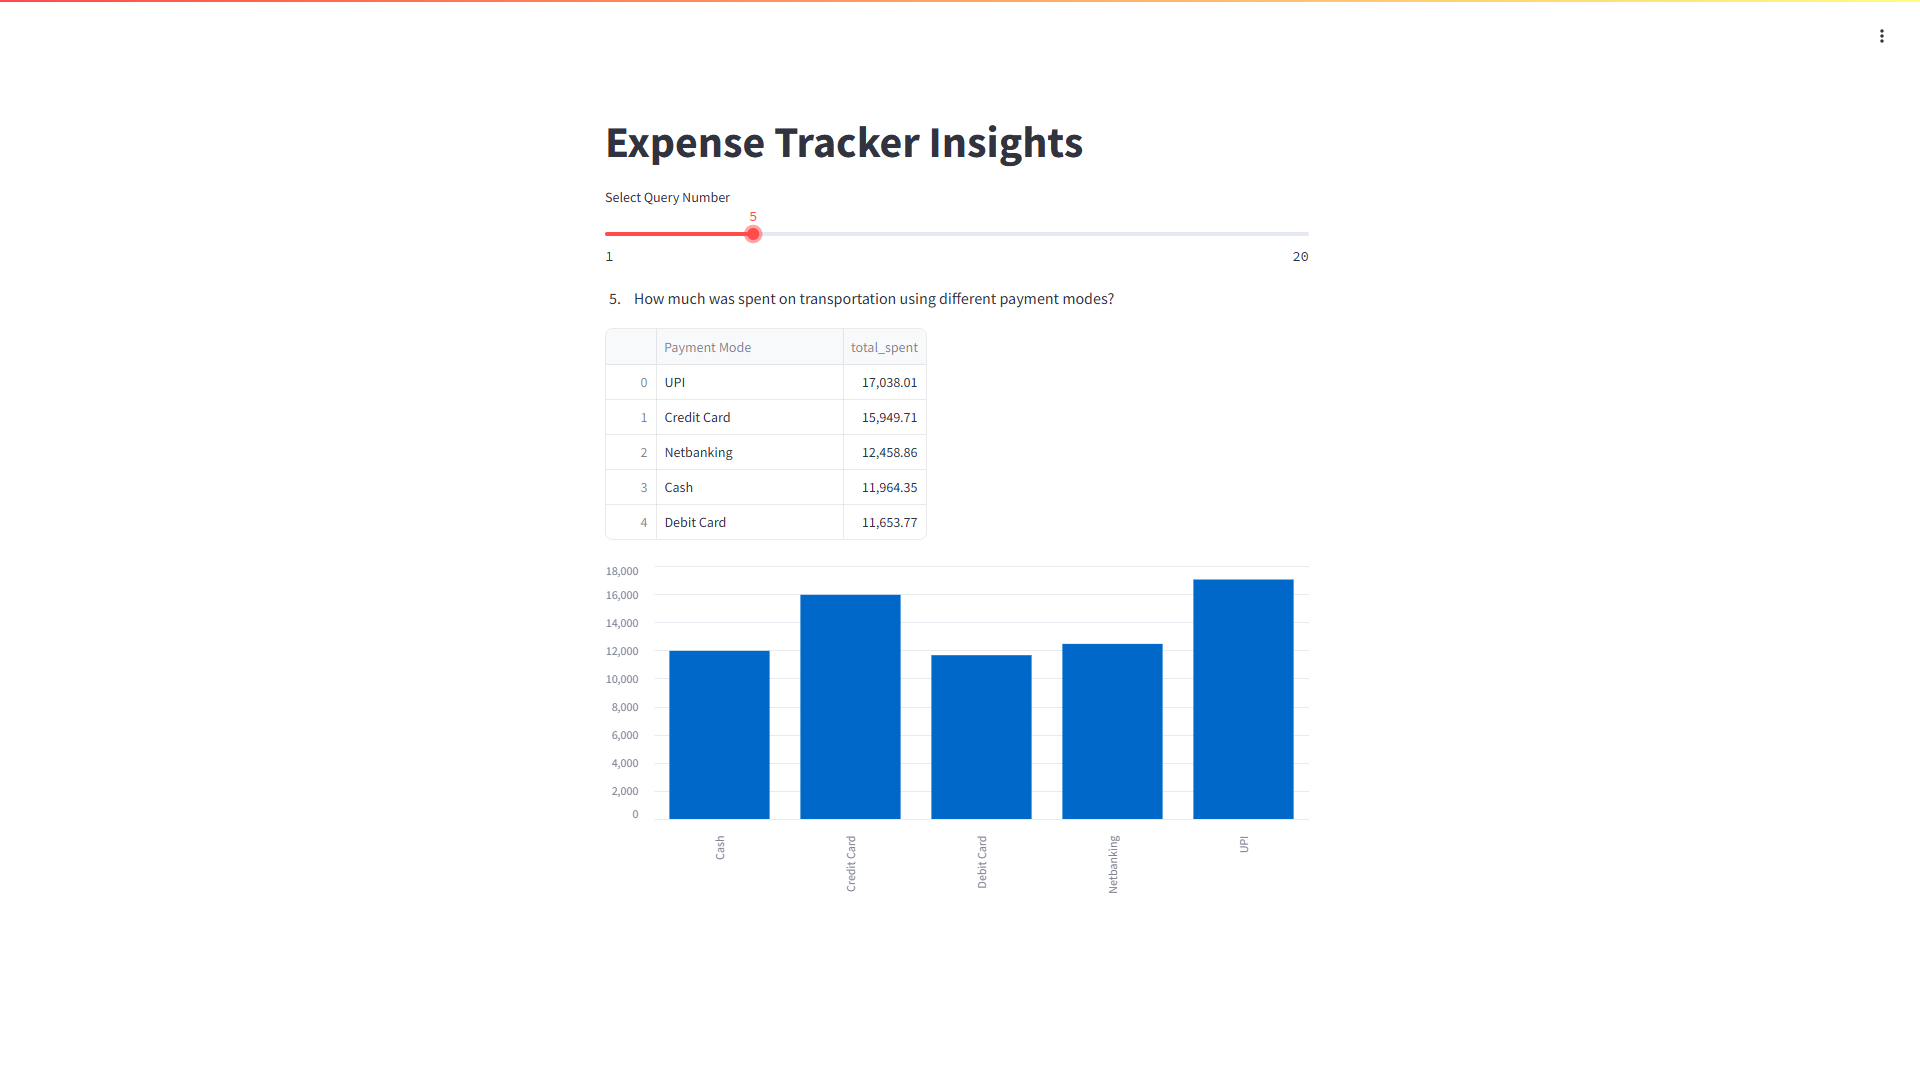 Expense Tracker Insights
Select Query Number
5
1 20
5. How much was spent on transportation using different payment modes?
Payment Mode total_spent
0 UPI 17,038.01
1 Credit Card 15,949.71
2 Netbanking 12,458.86
3 Cash 11,964.35
4 Debit Card 11,653.77
18,000
16,000
14,000
12,000
10,000
8,000
6,000
4,000
2,000
0
Cash Credit Card Debit Card Netbanking UPI